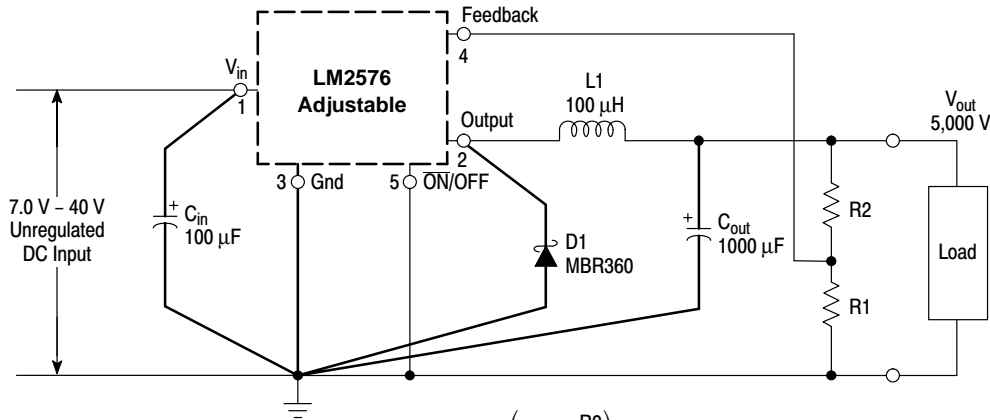 Feedback
4
V_in
1
LM2576
Adjustable
Output
2
L1
100 µH
V_out
5,000 V
3 Gnd
5 O̅N̅/OFF
7.0 V – 40 V
Unregulated
DC Input
+
C_in
100 µF
D1
MBR360
+
C_out
1000 µF
R2
R1
Load